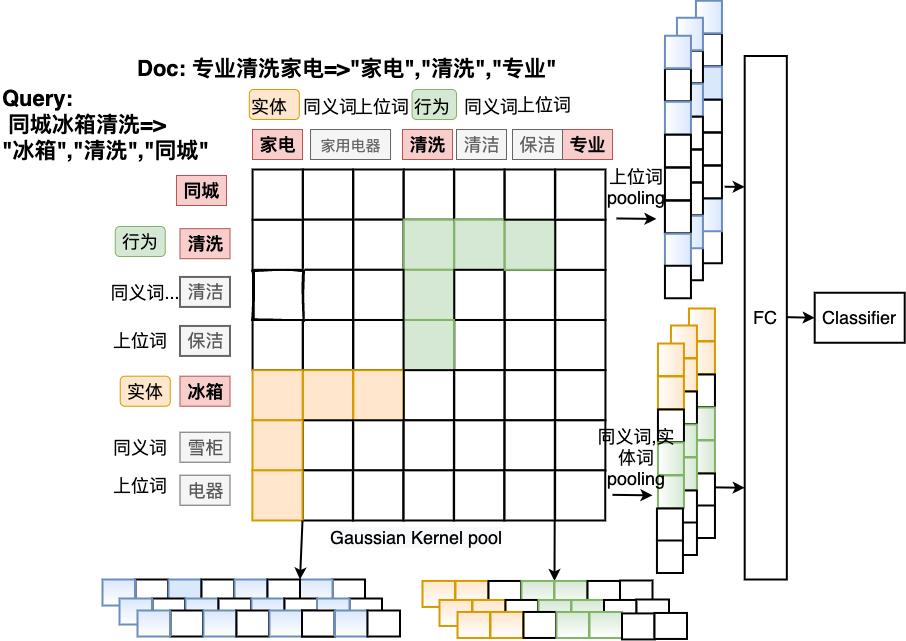 Doc: 专业清洗家电=>"家电","清洗","专业"
Query:
同城冰箱清洗=>
"冰箱","清洗","同城"
实体 同义词 上位词 行为 同义词 上位词
家电 家用电器 清洗 清洁 保洁 专业
同城
行为 清洗
同义词... 清洁
上位词 保洁
实体 冰箱
同义词 雪柜
上位词 电器
上位词
pooling
同义词,实
体词
pooling
FC
Classifier
Gaussian Kernel pool